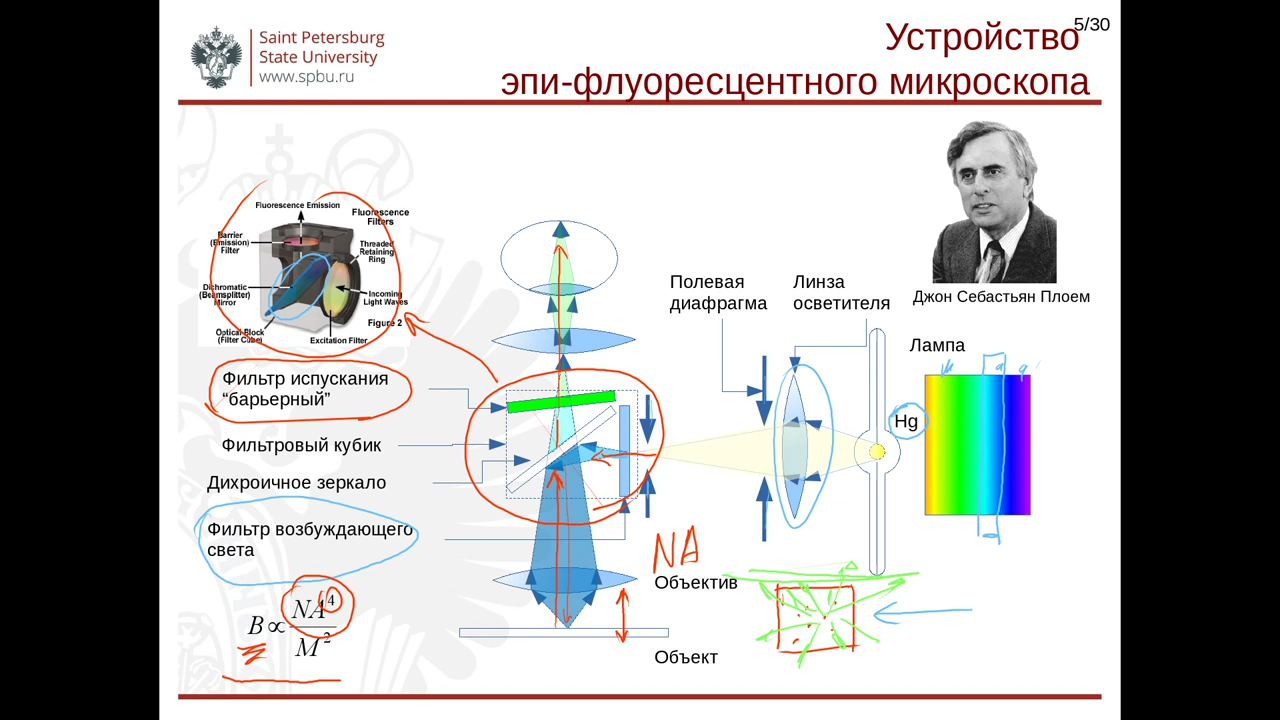 Saint Petersburg
State University
www.spbu.ru
5/30
Устройство
эпи-флуоресцентного микроскопа
Fluorescence Emission
Fluorescence
Filters
Barrier
(Emission)
Filter
Threaded
Retaining
Ring
Dichromatic
(Beamsplitter)
Mirror
Incoming
Light Waves
Figure 2
Optical Block
(Filter Cube)
Excitation Filter
Полевая
диафрагма
Линза
осветителя
Джон Себастьян Плоем
Лампа
Hg
Фильтр испускания
“барьерный”
Фильтровый кубик
Дихроичное зеркало
Фильтр возбуждающего
света
NA
Объектив
B ∝ NA⁴
M²
Объект